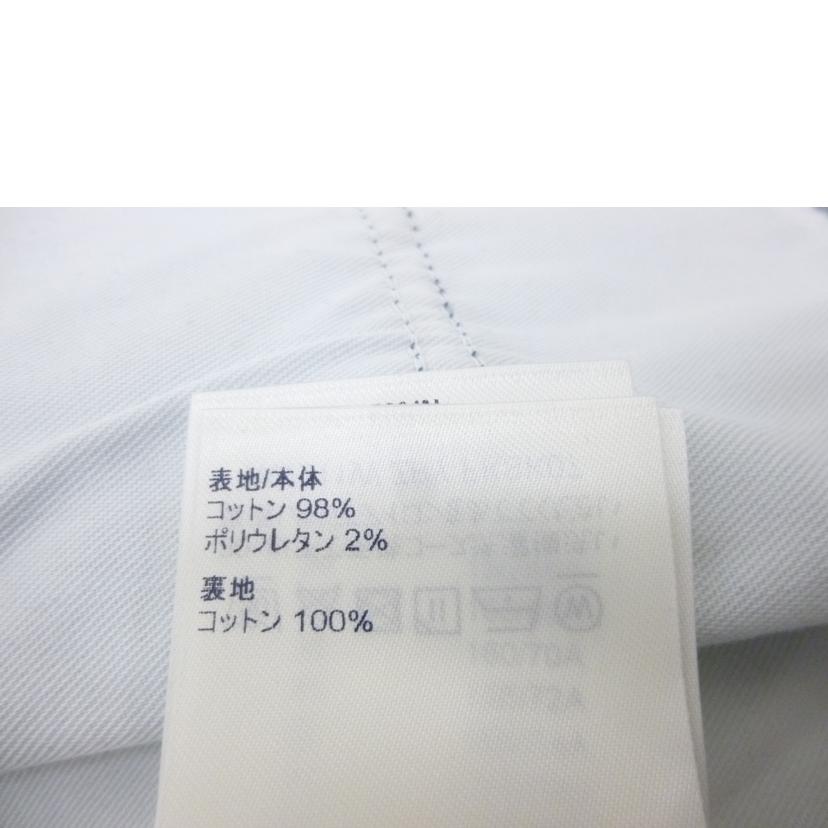 表地/本体
コットン 98%
ポリウレタン 2%
裏地
コットン 100%